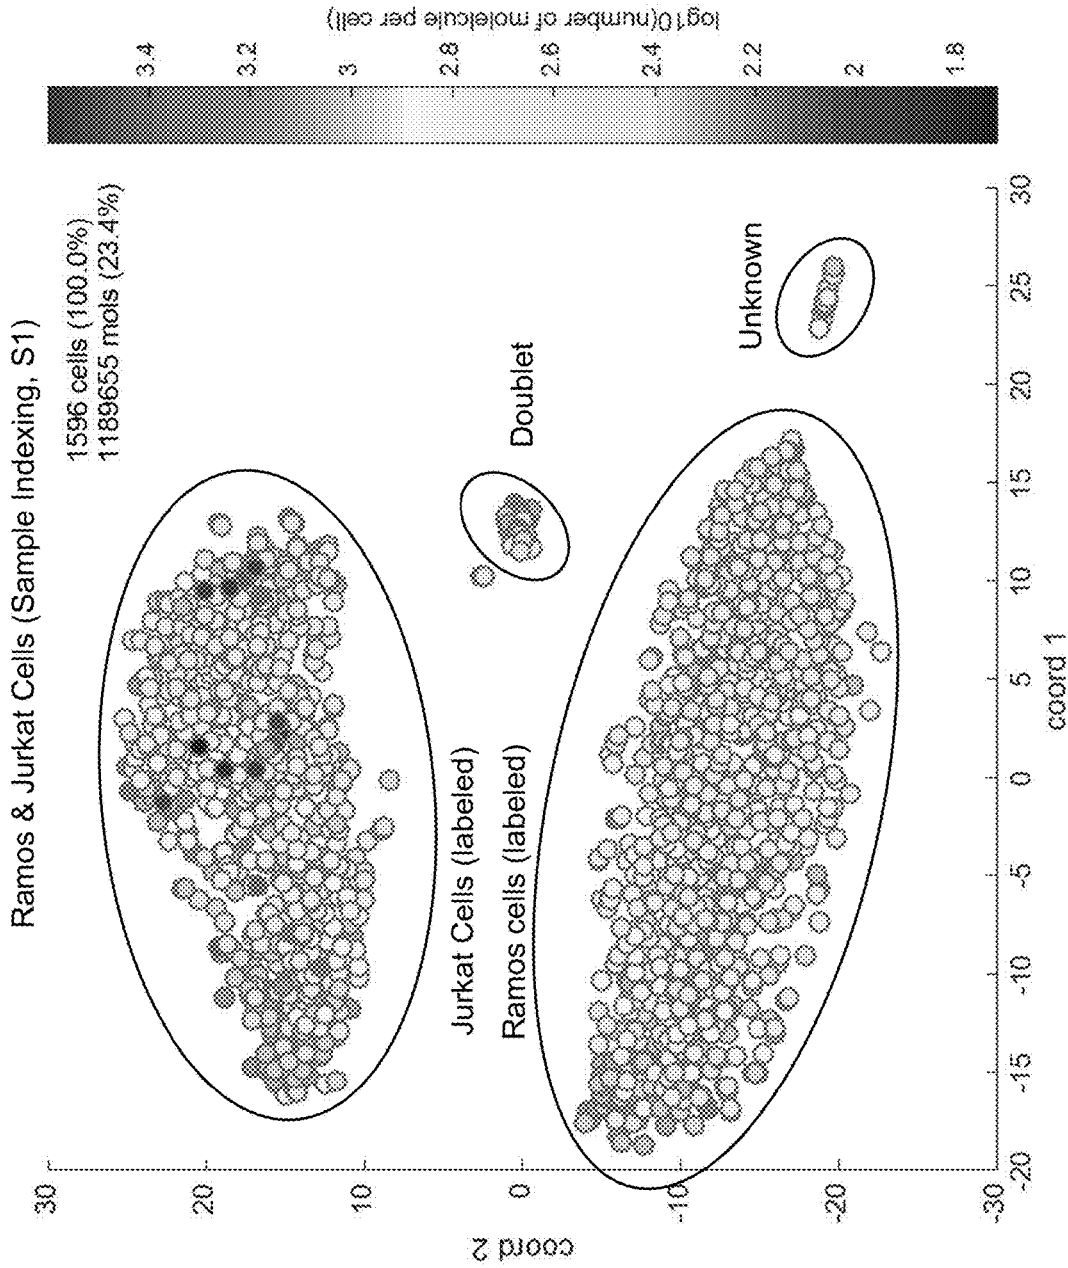 Ramos & Jurkat Cells (Sample Indexing, S1)
1596 cells (100.0%)
1189655 mols (23.4%)
Jurkat Cells (labeled)
Ramos cells (labeled)
Doublet
Unknown
coord 2
30
20
10
0
-10
-20
-30
-20
-15
-10
-5
0
5
10
15
20
25
30
coord 1
3.4
3.2
3
2.8
2.6
2.4
2.2
2
1.8
log10(number of molecule per cell)